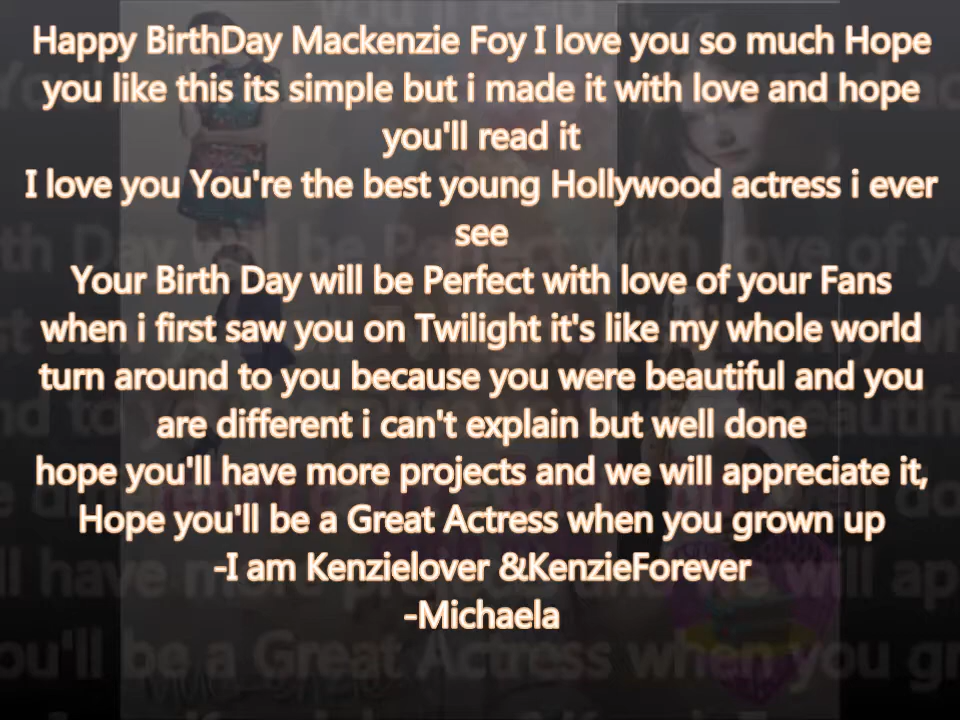 Happy BirthDay Mackenzie Foy I love you so much Hope
you like this its simple but i made it with love and hope
you'll read it
I love you You're the best young Hollywood actress i ever
see
Your Birth Day will be Perfect with love of your Fans
when i first saw you on Twilight it's like my whole world
turn around to you because you were beautiful and you
are different i can't explain but well done
hope you'll have more projects and we will appreciate it,
Hope you'll be a Great Actress when you grown up
-I am Kenzielover &KenzieForever
-Michaela